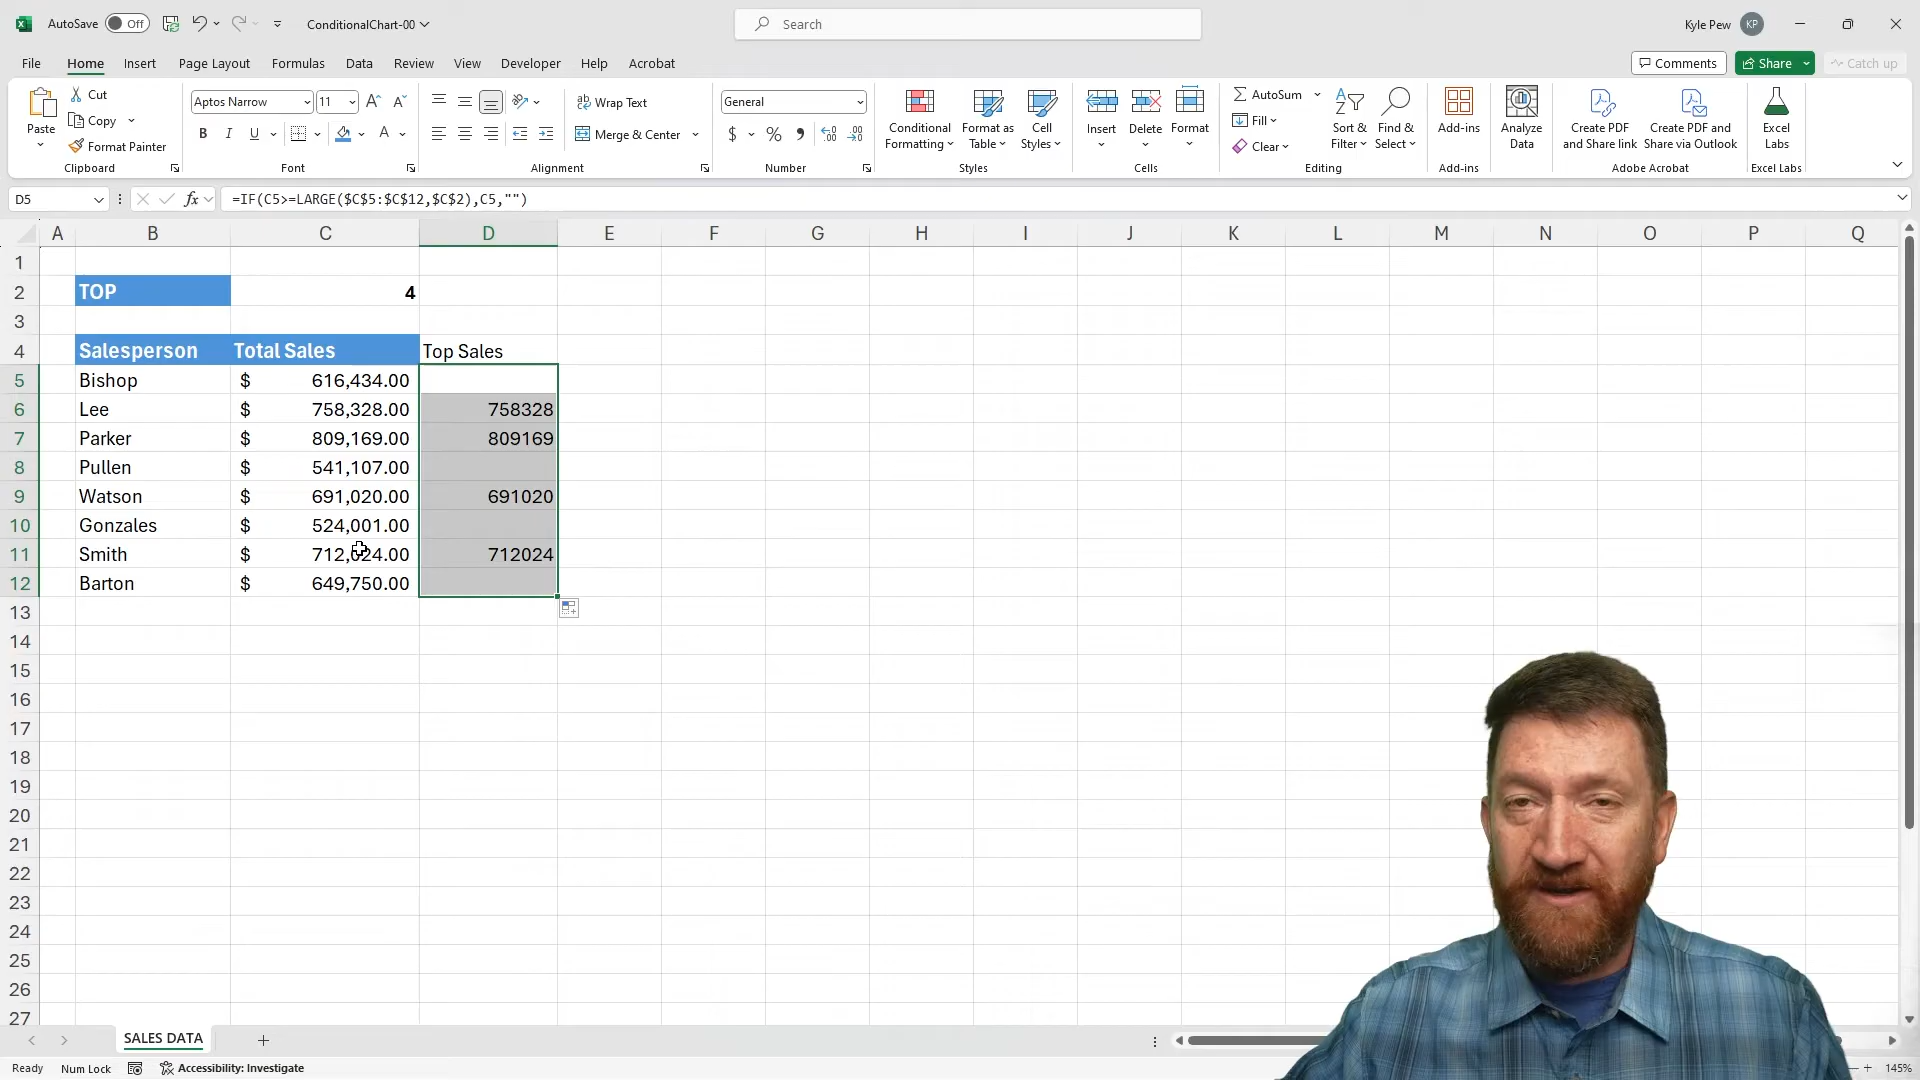 AutoSave Off ConditionalChart-00 Search Kyle Pew KP
File Home Insert Page Layout Formulas Data Review View Developer Help Acrobat Comments Share Catch up
Paste Cut Copy Format Painter Clipboard
Aptos Narrow 11 B I U A Font
Wrap Text Merge & Center Alignment
General $ % Number
Conditional Formatting Format as Table Cell Styles Styles
Insert Delete Format Cells
AutoSum Fill Clear Sort & Filter Find & Select Editing
Add-ins Add-ins
Analyze Data
Create PDF and Share link Create PDF and Share via Outlook Adobe Acrobat
Excel Labs Excel Labs
D5 fx =IF(C5>=LARGE($C$5:$C$12,$C$2),C5,"")
A B C D E F G H I J K L M N O P Q
1
2 TOP 4
3
4 Salesperson Total Sales Top Sales
5 Bishop $ 616,434.00
6 Lee $ 758,328.00 758328
7 Parker $ 809,169.00 809169
8 Pullen $ 541,107.00
9 Watson $ 691,020.00 691020
10 Gonzales $ 524,001.00
11 Smith $ 712,024.00 712024
12 Barton $ 649,750.00
13
14
15
16
17
18
19
20
21
22
23
24
25
26
27
SALES DATA
Ready Num Lock Accessibility: Investigate 145%